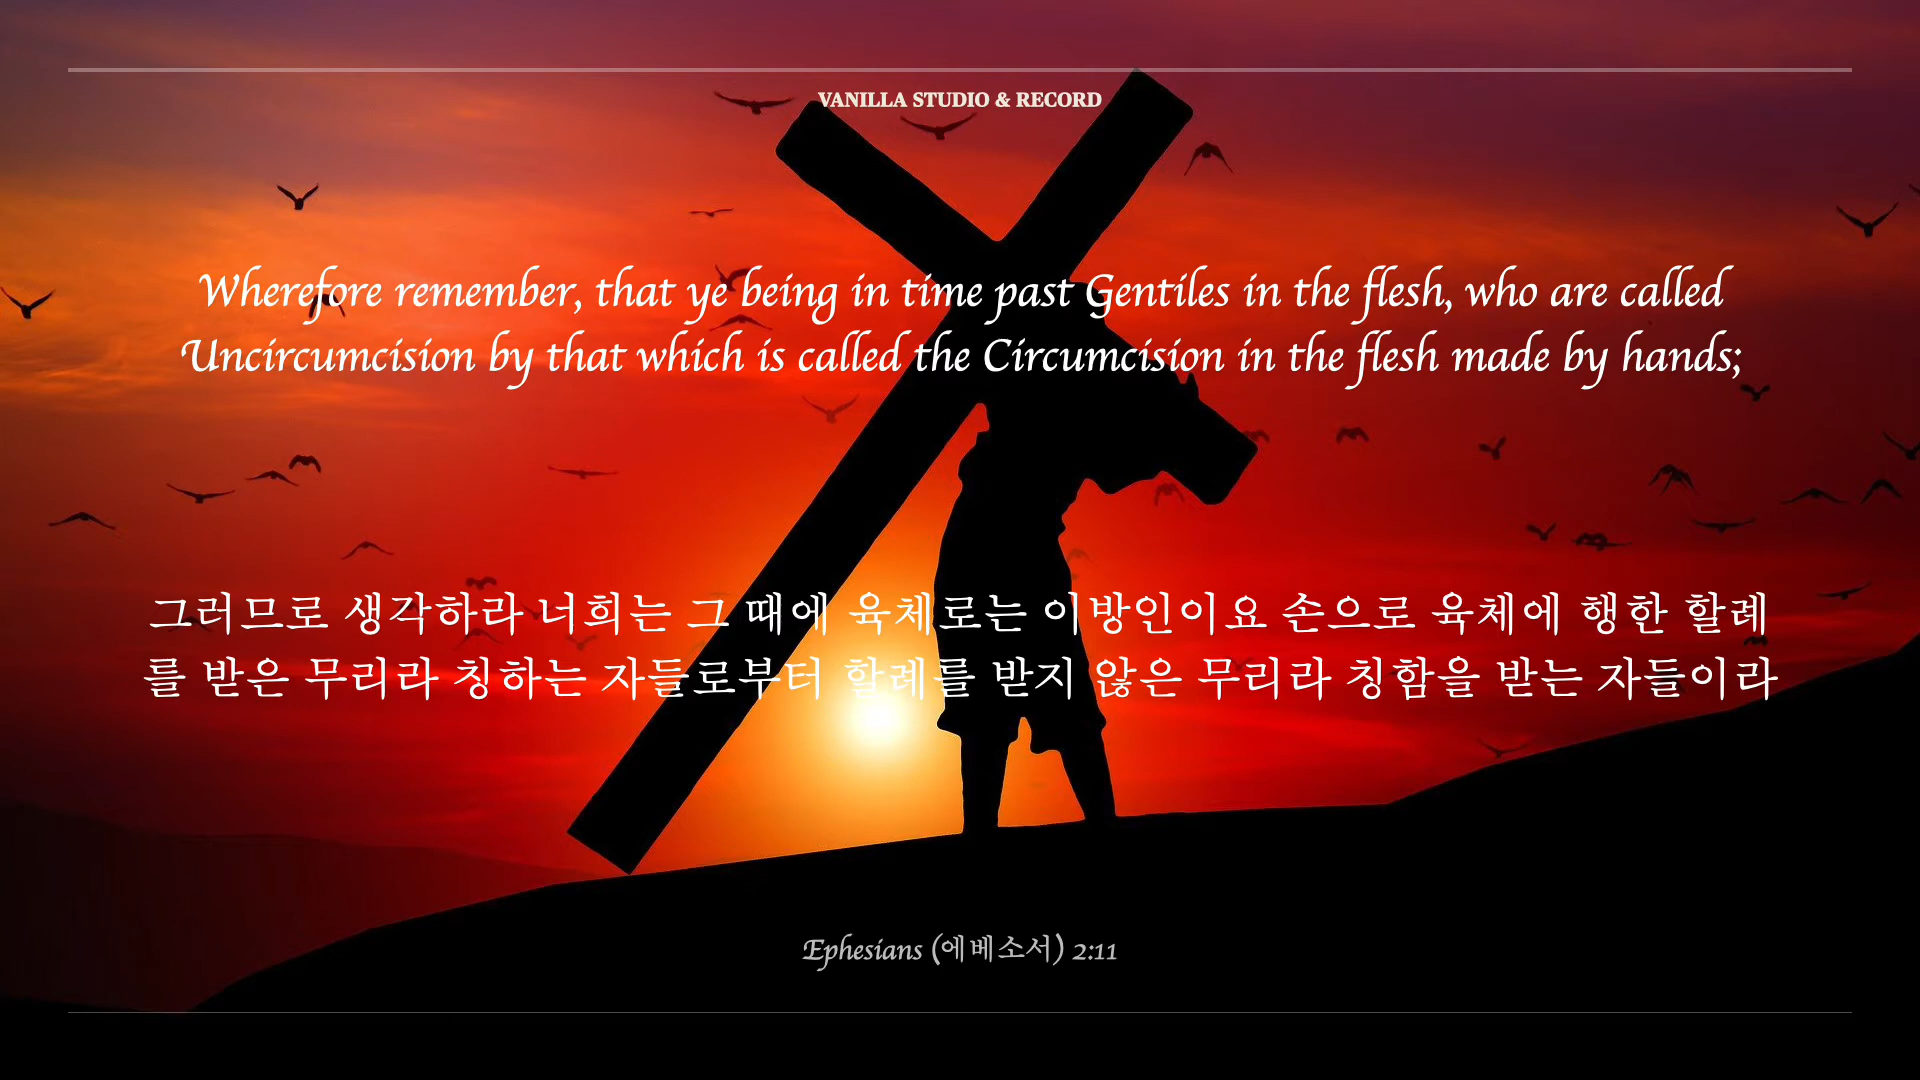 VANILLA STUDIO & RECORD
Wherefore remember, that ye being in time past Gentiles in the flesh, who are called
Uncircumcision by that which is called the Circumcision in the flesh made by hands;
그러므로 생각하라 너희는 그 때에 육체로는 이방인이요 손으로 육체에 행한 할례
를 받은 무리라 칭하는 자들로부터 할례를 받지 않은 무리라 칭함을 받는 자들이라
Ephesians (에베소서) 2:11